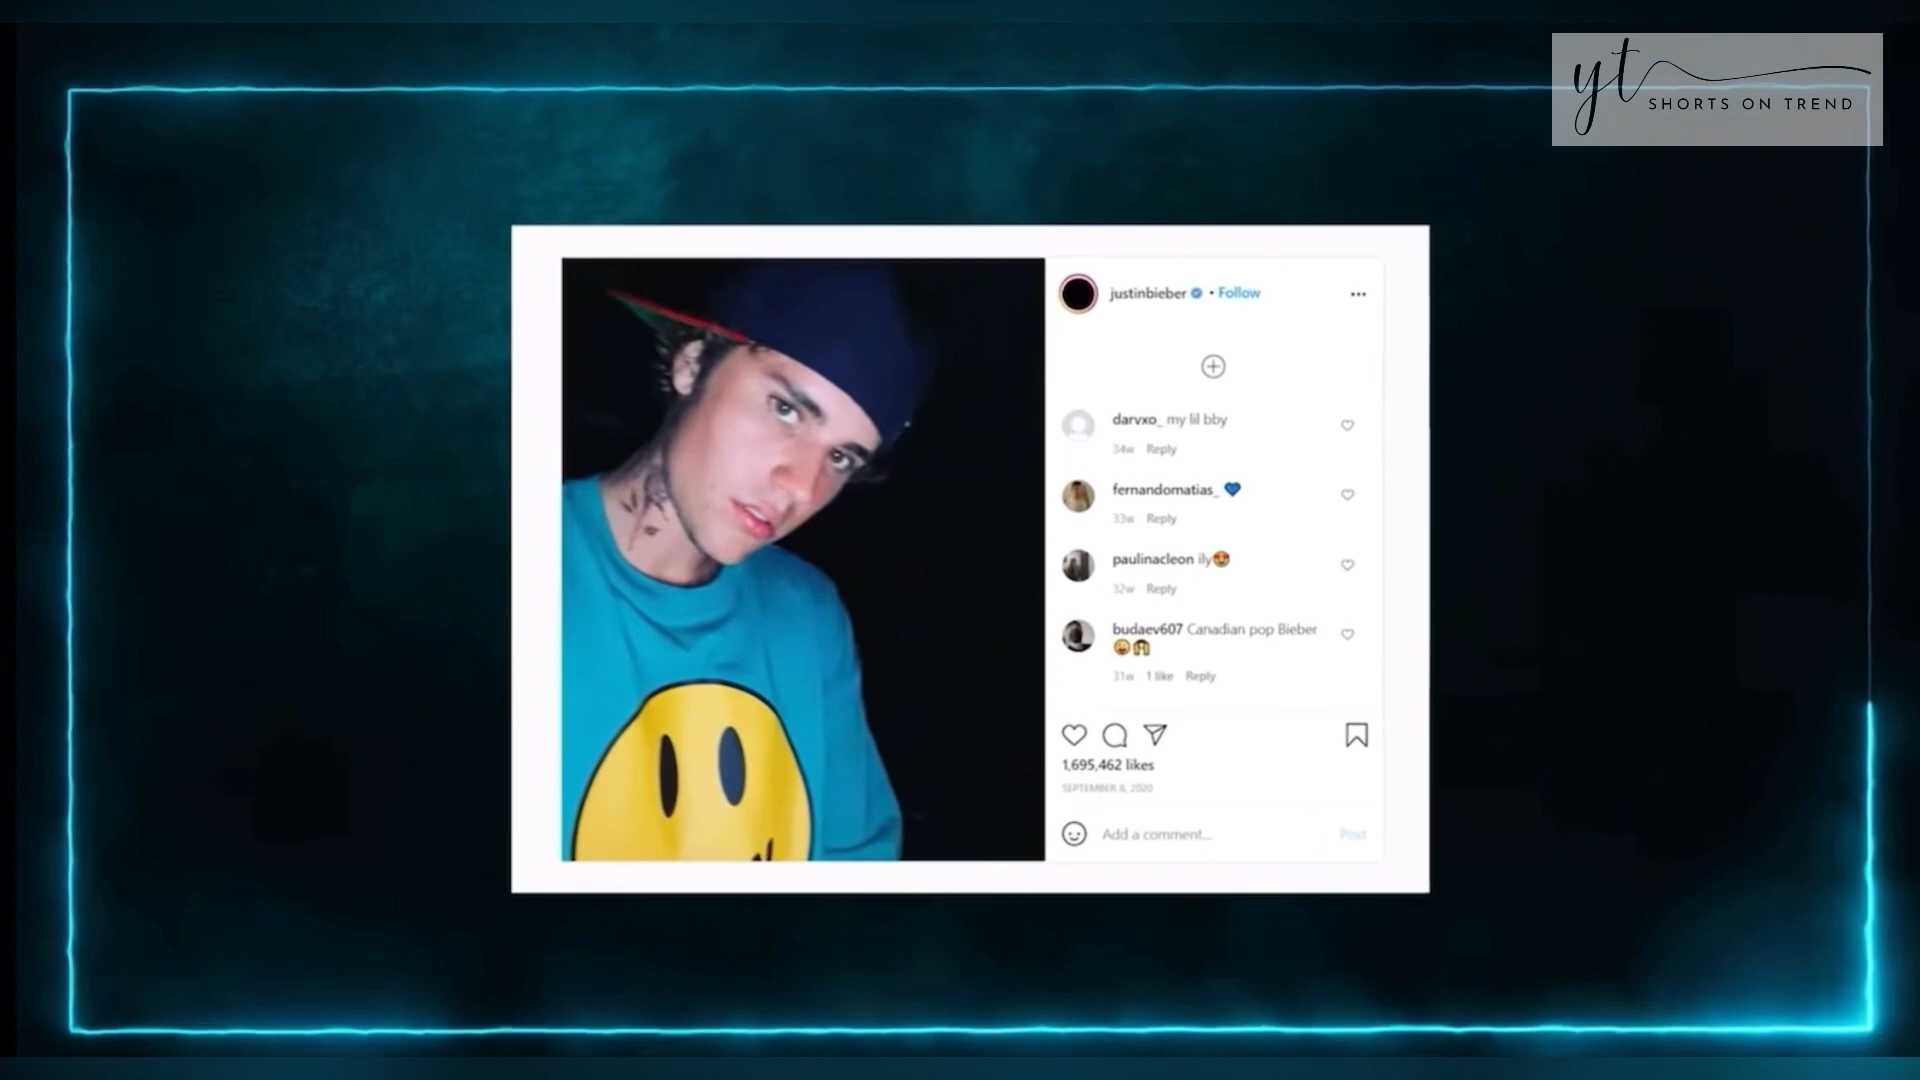 yt
SHORTS ON TREND
justinbieber • Follow
darvxo_ my lil bby
34w Reply
fernandomatias_ 💙
33w Reply
paulinacleon ily😍
32w Reply
budaev607 Canadian pop Bieber
31w 1 like Reply
1,695,462 likes
SEPTEMBER 8, 2020
Add a comment...
Post